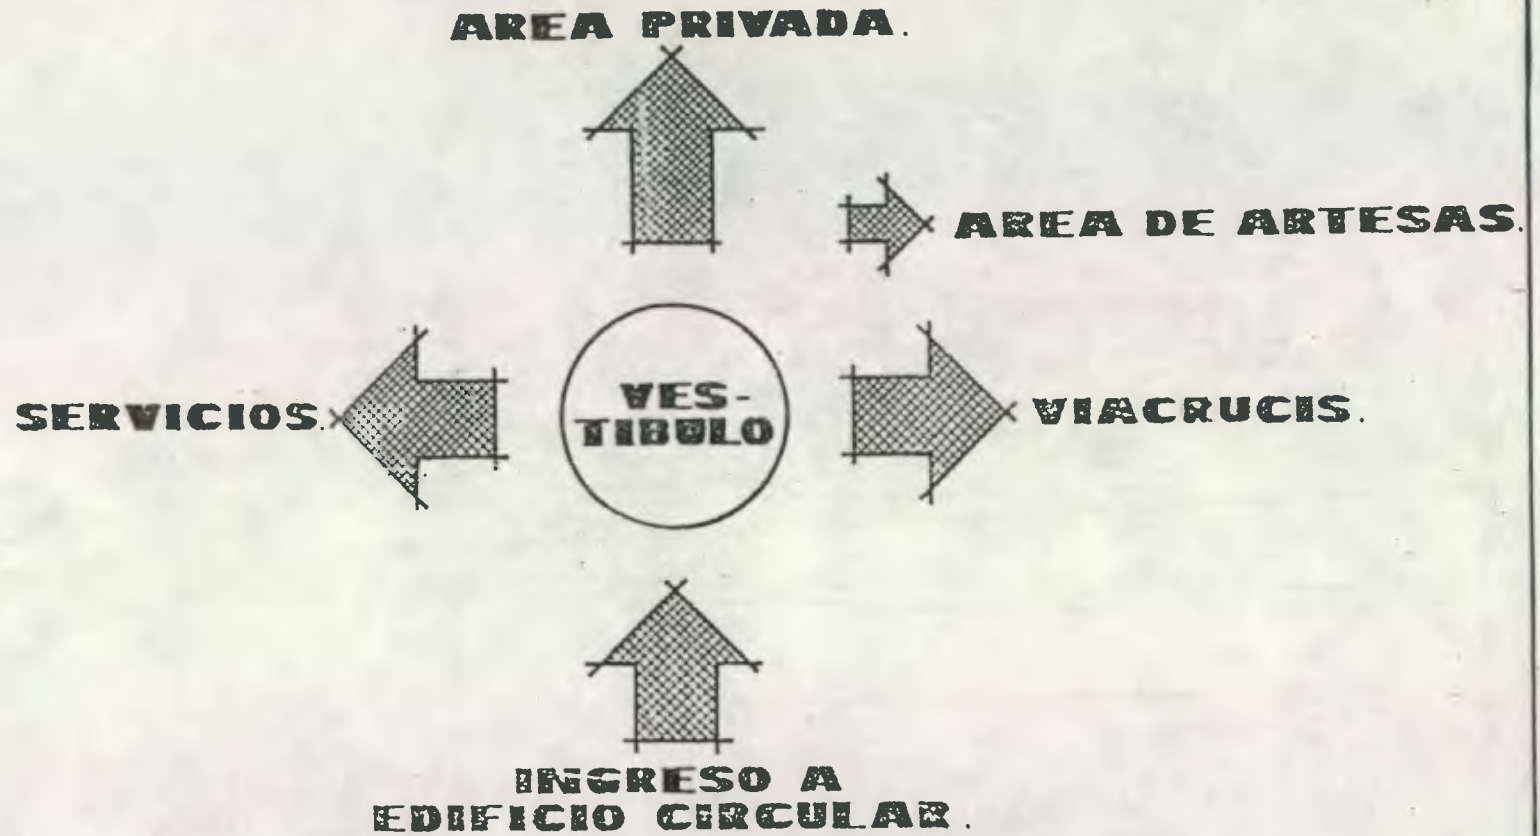 AREA PRIVADA.
AREA DE ARTESAS.
SERVICIOS.
VES-
TIBULO
VIACRUCIS.
INGRESO A
EDIFICIO CIRCULAR.